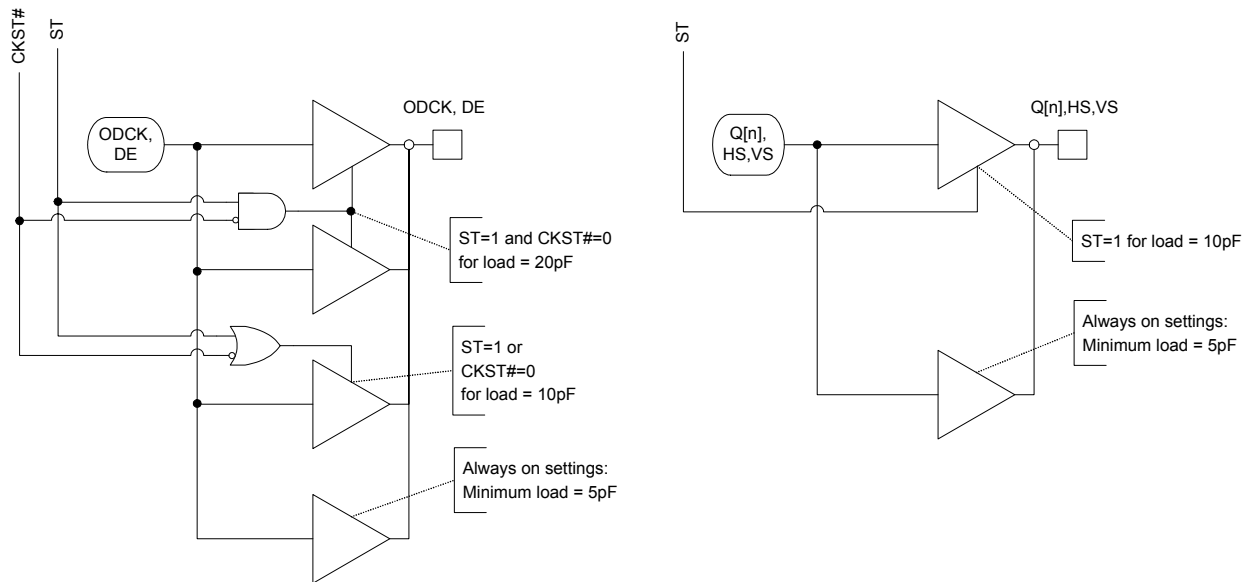 CKST#
ST
ODCK,
DE
ODCK, DE
ST=1 and CKST#=0
for load = 20pF
ST=1 or
CKST#=0
for load = 10pF
Always on settings:
Minimum load = 5pF
ST
Q[n],
HS,VS
Q[n],HS,VS
ST=1 for load = 10pF
Always on settings:
Minimum load = 5pF